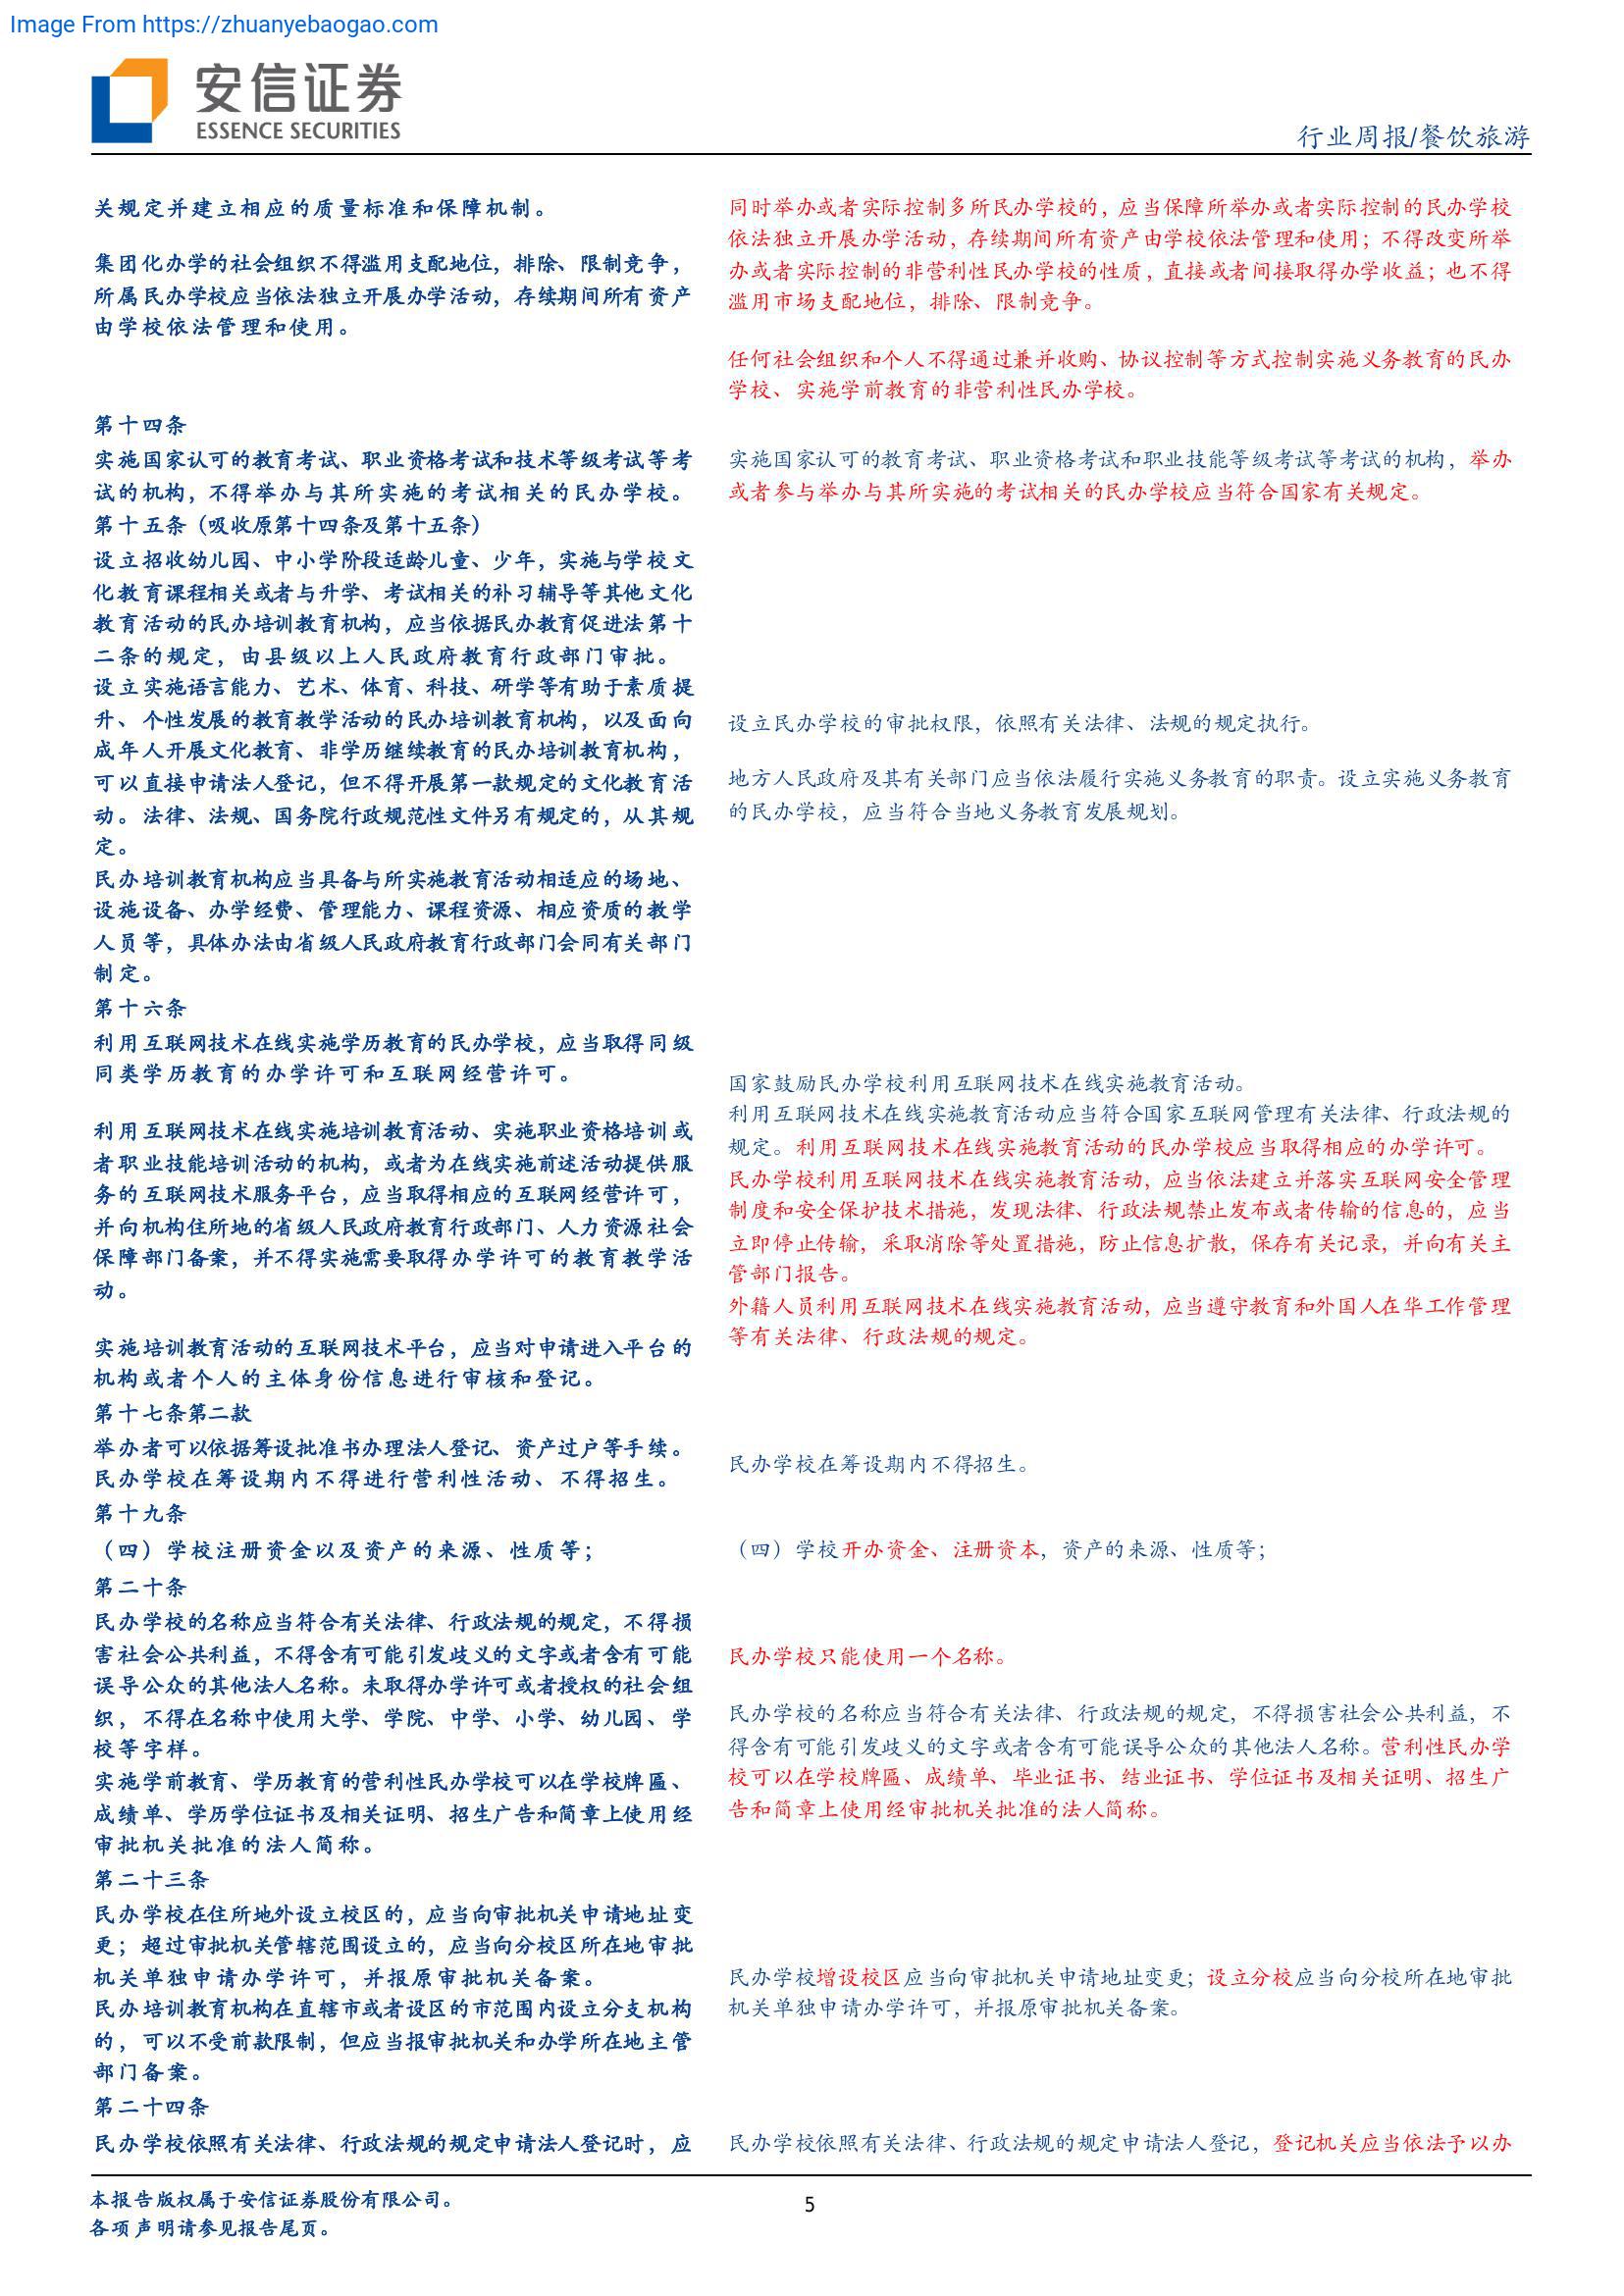 Image From https://zhuanyebaogao.com
安信证券
ESSENCE SECURITIES
行业周报/餐饮旅游
关规定并建立相应的质量标准和保障机制。
集团化办学的社会组织不得滥用支配地位，排除、限制竞争，
所属民办学校应当依法独立开展办学活动，存续期间所有资产
由学校依法管理和使用。
同时举办或者实际控制多所民办学校的，应当保障所举办或者实际控制的民办学校
依法独立开展办学活动，存续期间所有资产由学校依法管理和使用；不得改变所举
办或者实际控制的非营利性民办学校的性质，直接或者间接取得办学收益；也不得
滥用市场支配地位，排除、限制竞争。
任何社会组织和个人不得通过兼并收购、协议控制等方式控制实施义务教育的民办
学校、实施学前教育的非营利性民办学校。
第十四条
实施国家认可的教育考试、职业资格考试和技术等级考试等考
试的机构，不得举办与其所实施的考试相关的民办学校。
实施国家认可的教育考试、职业资格考试和职业技能等级考试等考试的机构，举办
或者参与举办与其所实施的考试相关的民办学校应当符合国家有关规定。
第十五条（吸收原第十四条及第十五条）
设立招收幼儿园、中小学阶段适龄儿童、少年，实施与学校文
化教育课程相关或者与升学、考试相关的补习辅导等其他文化
教育活动的民办培训教育机构，应当依据民办教育促进法第十
二条的规定，由县级以上人民政府教育行政部门审批。
设立实施语言能力、艺术、体育、科技、研学等有助于素质提
升、个性发展的教育教学活动的民办培训教育机构，以及面向
成年人开展文化教育、非学历继续教育的民办培训教育机构，
可以直接申请法人登记，但不得开展第一款规定的文化教育活
动。法律、法规、国务院行政规范性文件另有规定的，从其规
定。
民办培训教育机构应当具备与所实施教育活动相适应的场地、
设施设备、办学经费、管理能力、课程资源、相应资质的教学
人员等，具体办法由省级人民政府教育行政部门会同有关部门
制定。
设立民办学校的审批权限，依照有关法律、法规的规定执行。
地方人民政府及其有关部门应当依法履行实施义务教育的职责。设立实施义务教育
的民办学校，应当符合当地义务教育发展规划。
第十六条
利用互联网技术在线实施学历教育的民办学校，应当取得同级
同类学历教育的办学许可和互联网经营许可。
利用互联网技术在线实施培训教育活动、实施职业资格培训或
者职业技能培训活动的机构，或者为在线实施前述活动提供服
务的互联网技术服务平台，应当取得相应的互联网经营许可，
并向机构住所地的省级人民政府教育行政部门、人力资源社会
保障部门备案，并不得实施需要取得办学许可的教育教学活
动。
实施培训教育活动的互联网技术平台，应当对申请进入平台的
机构或者个人的主体身份信息进行审核和登记。
国家鼓励民办学校利用互联网技术在线实施教育活动。
利用互联网技术在线实施教育活动应当符合国家互联网管理有关法律、行政法规的
规定。利用互联网技术在线实施教育活动的民办学校应当取得相应的办学许可。
民办学校利用互联网技术在线实施教育活动，应当依法建立并落实互联网安全管理
制度和安全保护技术措施，发现法律、行政法规禁止发布或者传输的信息的，应当
立即停止传输，采取消除等处置措施，防止信息扩散，保存有关记录，并向有关主
管部门报告。
外籍人员利用互联网技术在线实施教育活动，应当遵守教育和外国人在华工作管理
等有关法律、行政法规的规定。
第十七条第二款
举办者可以依据筹设批准书办理法人登记、资产过户等手续。
民办学校在筹设期内不得进行营利性活动、不得招生。
民办学校在筹设期内不得招生。
第十九条
（四）学校注册资金以及资产的来源、性质等；
（四）学校开办资金、注册资本，资产的来源、性质等；
第二十条
民办学校的名称应当符合有关法律、行政法规的规定，不得损
害社会公共利益，不得含有可能引发歧义的文字或者含有可能
误导公众的其他法人名称。未取得办学许可或者授权的社会组
织，不得在名称中使用大学、学院、中学、小学、幼儿园、学
校等字样。
实施学前教育、学历教育的营利性民办学校可以在学校牌匾、
成绩单、学历学位证书及相关证明、招生广告和简章上使用经
审批机关批准的法人简称。
民办学校只能使用一个名称。
民办学校的名称应当符合有关法律、行政法规的规定，不得损害社会公共利益，不
得含有可能引发歧义的文字或者含有可能误导公众的其他法人名称。营利性民办学
校可以在学校牌匾、成绩单、毕业证书、结业证书、学位证书及相关证明、招生广
告和简章上使用经审批机关批准的法人简称。
第二十三条
民办学校在住所地外设立校区的，应当向审批机关申请地址变
更；超过审批机关管辖范围设立的，应当向分校区所在地审批
机关单独申请办学许可，并报原审批机关备案。
民办培训教育机构在直辖市或者设区的市范围内设立分支机构
的，可以不受前款限制，但应当报审批机关和办学所在地主管
部门备案。
民办学校增设校区应当向审批机关申请地址变更；设立分校应当向分校所在地审批
机关单独申请办学许可，并报原审批机关备案。
第二十四条
民办学校依照有关法律、行政法规的规定申请法人登记时，应
民办学校依照有关法律、行政法规的规定申请法人登记，登记机关应当依法予以办
本报告版权属于安信证券股份有限公司。
各项声明请参见报告尾页。
5